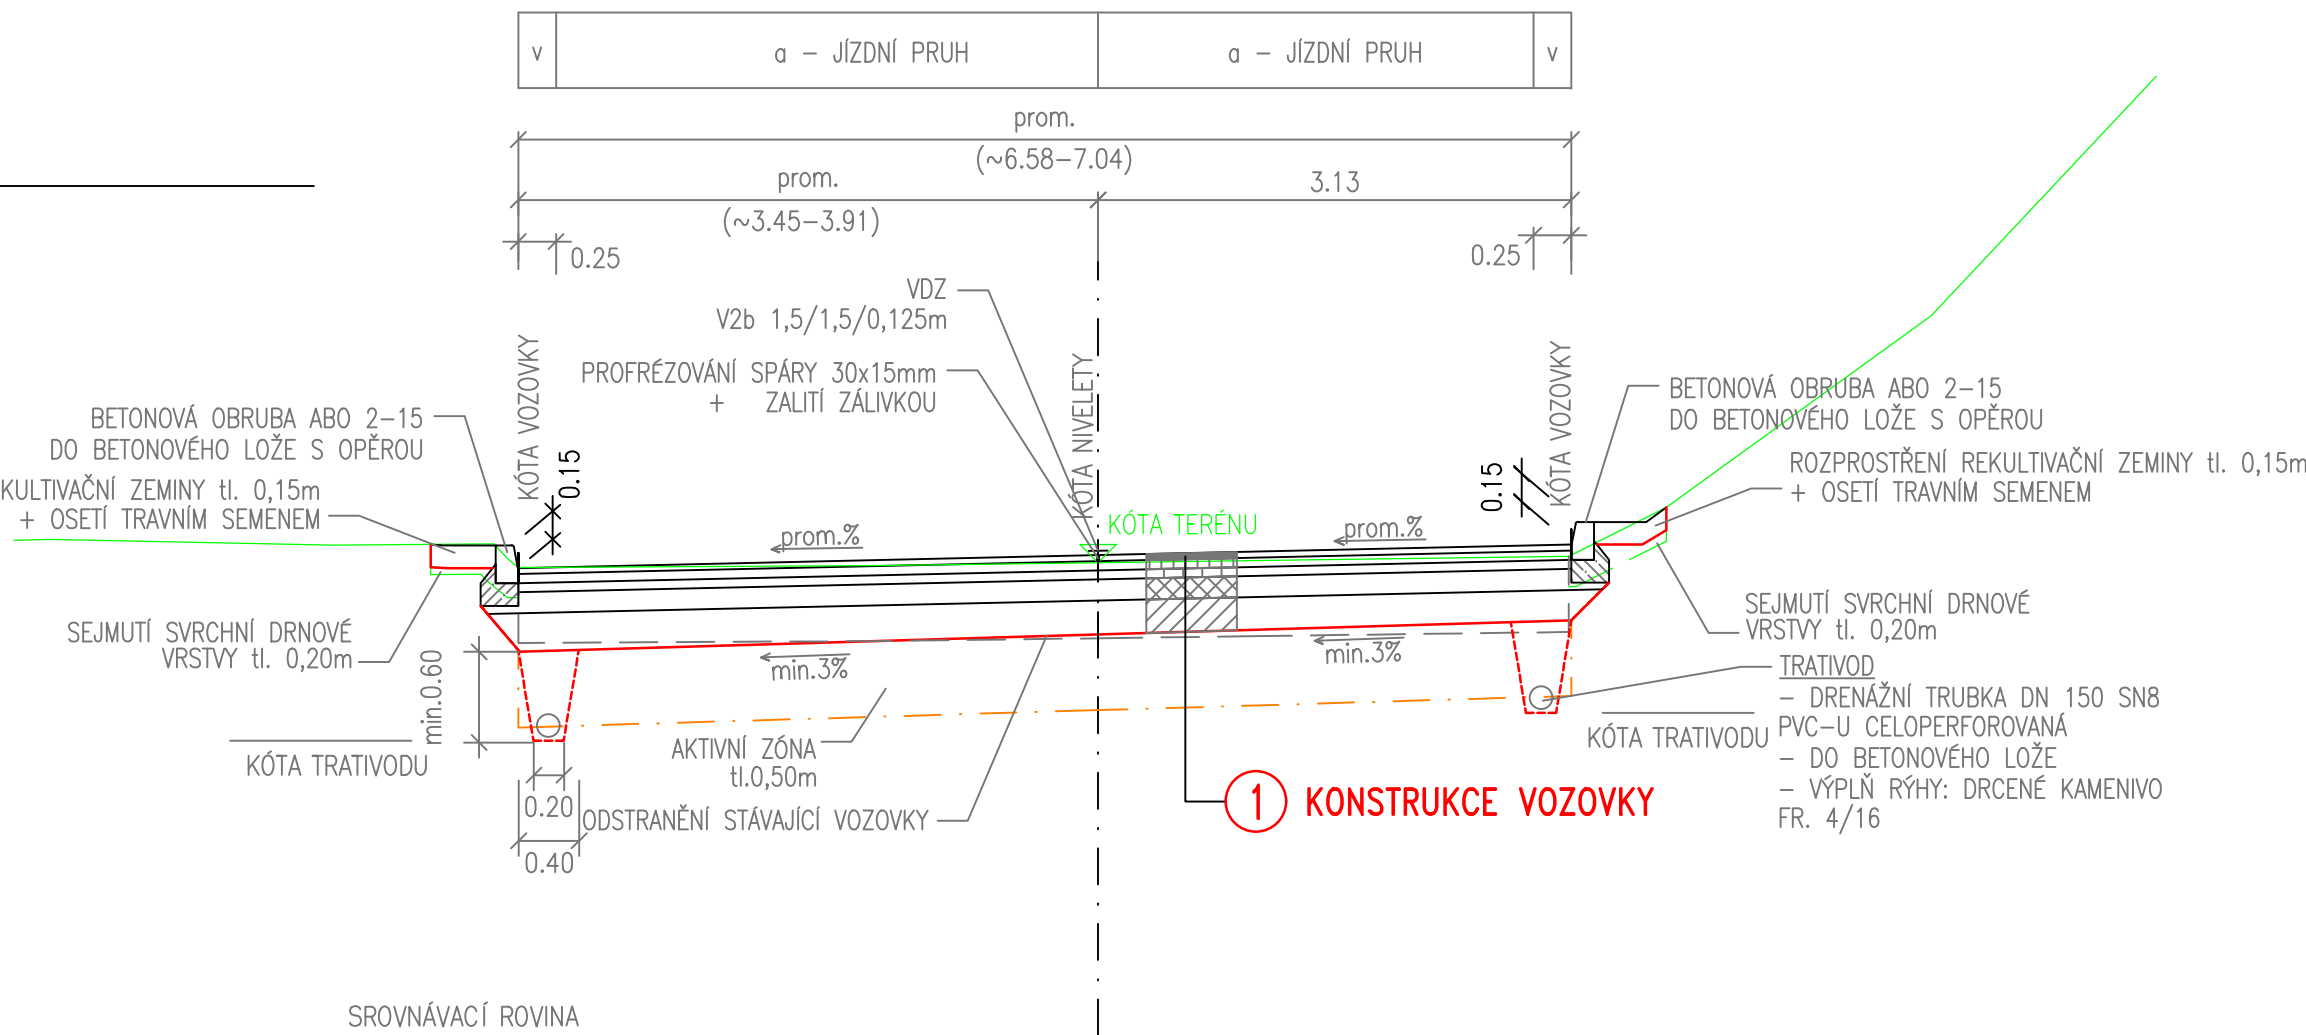 v
a – JÍZDNÍ PRUH
a – JÍZDNÍ PRUH
v
prom.
(~6.58–7.04)
prom.
3.13
(~3.45–3.91)
0.25
0.25
VDZ
V2b 1,5/1,5/0,125m
PROFRÉZOVÁNÍ SPÁRY 30x15mm
+ ZALITÍ ZÁLIVKOU
KÓTA VOZOVKY
KÓTA NIVELETY
KÓTA VOZOVKY
BETONOVÁ OBRUBA ABO 2–15
DO BETONOVÉHO LOŽE S OPĚROU
BETONOVÁ OBRUBA ABO 2–15
DO BETONOVÉHO LOŽE S OPĚROU
0.15
0.15
KULTIVAČNÍ ZEMINY tl. 0,15m
+ OSETÍ TRAVNÍM SEMENEM
ROZPROSTŘENÍ REKULTIVAČNÍ ZEMINY tl. 0,15m
+ OSETÍ TRAVNÍM SEMENEM
KÓTA TERÉNU
prom.%
prom.%
SEJMUTÍ SVRCHNÍ DRNOVÉ
VRSTVY tl. 0,20m
SEJMUTÍ SVRCHNÍ DRNOVÉ
VRSTVY tl. 0,20m
min.3%
min.3%
min.0.60
TRATIVOD
– DRENÁŽNÍ TRUBKA DN 150 SN8
PVC–U CELOPERFOROVANÁ
– DO BETONOVÉHO LOŽE
– VÝPLŇ RÝHY: DRCENÉ KAMENIVO
FR. 4/16
KÓTA TRATIVODU
KÓTA TRATIVODU
AKTIVNÍ ZÓNA
tl.0,50m
0.20
ODSTRANĚNÍ STÁVAJÍCÍ VOZOVKY
1 KONSTRUKCE VOZOVKY
0.40
SROVNÁVACÍ ROVINA